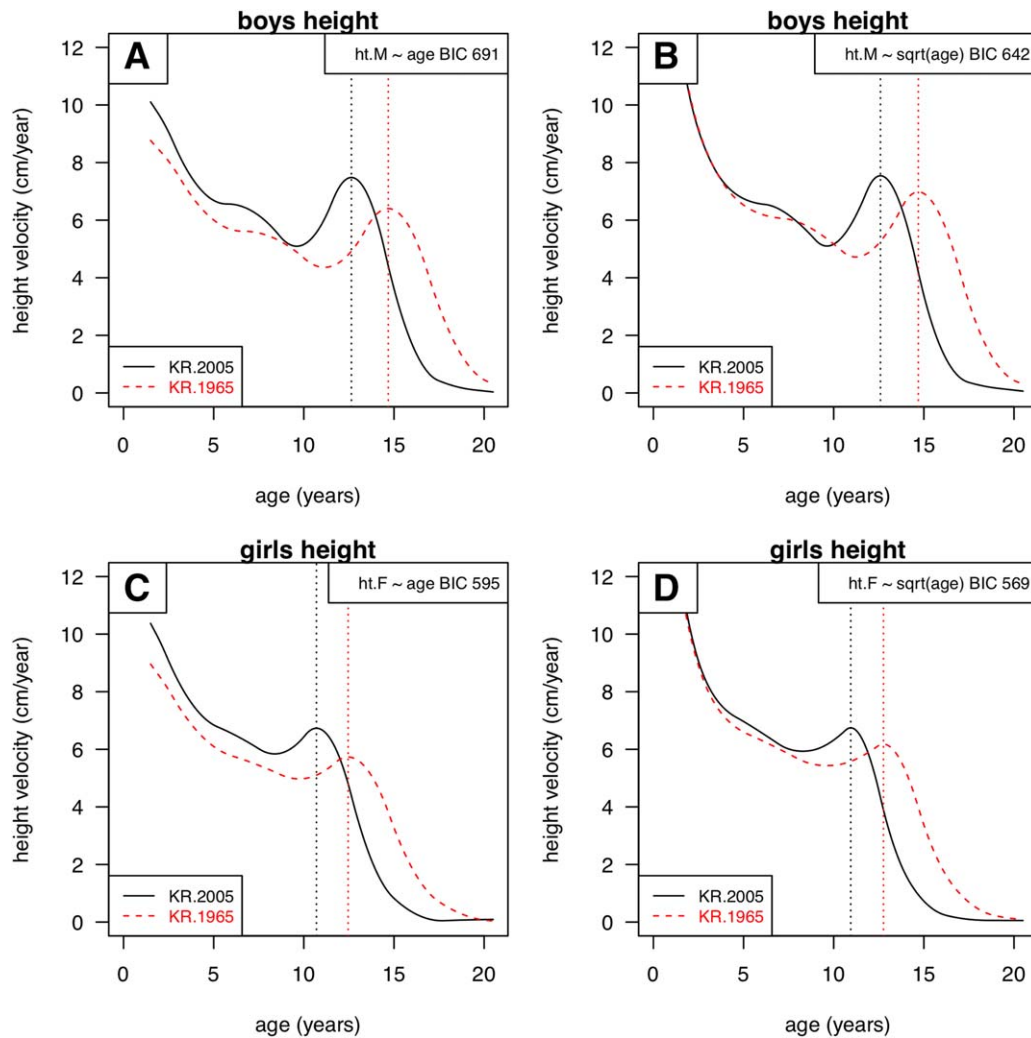 boys height
A
ht.M ~ age BIC 691
height velocity (cm/year)
12
10
8
6
4
2
0
KR.2005
KR.1965
0 5 10 15 20
age (years)
boys height
B
ht.M ~ sqrt(age) BIC 642
height velocity (cm/year)
12
10
8
6
4
2
0
KR.2005
KR.1965
0 5 10 15 20
age (years)
girls height
C
ht.F ~ age BIC 595
height velocity (cm/year)
12
10
8
6
4
2
0
KR.2005
KR.1965
0 5 10 15 20
age (years)
girls height
D
ht.F ~ sqrt(age) BIC 569
height velocity (cm/year)
12
10
8
6
4
2
0
KR.2005
KR.1965
0 5 10 15 20
age (years)